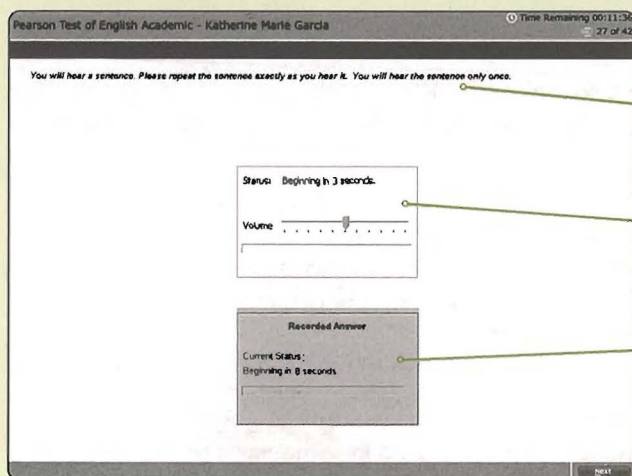 Pearson Test of English Academic - Katherine Marie Garcia
Time Remaining 00:11:36
27 of 42
You will hear a sentence. Please repeat the sentence exactly as you hear it. You will hear the sentence only once.
Status: Beginning in 3 seconds.
Volume
Recorded Answer
Current Status:
Beginning in 8 seconds
Next